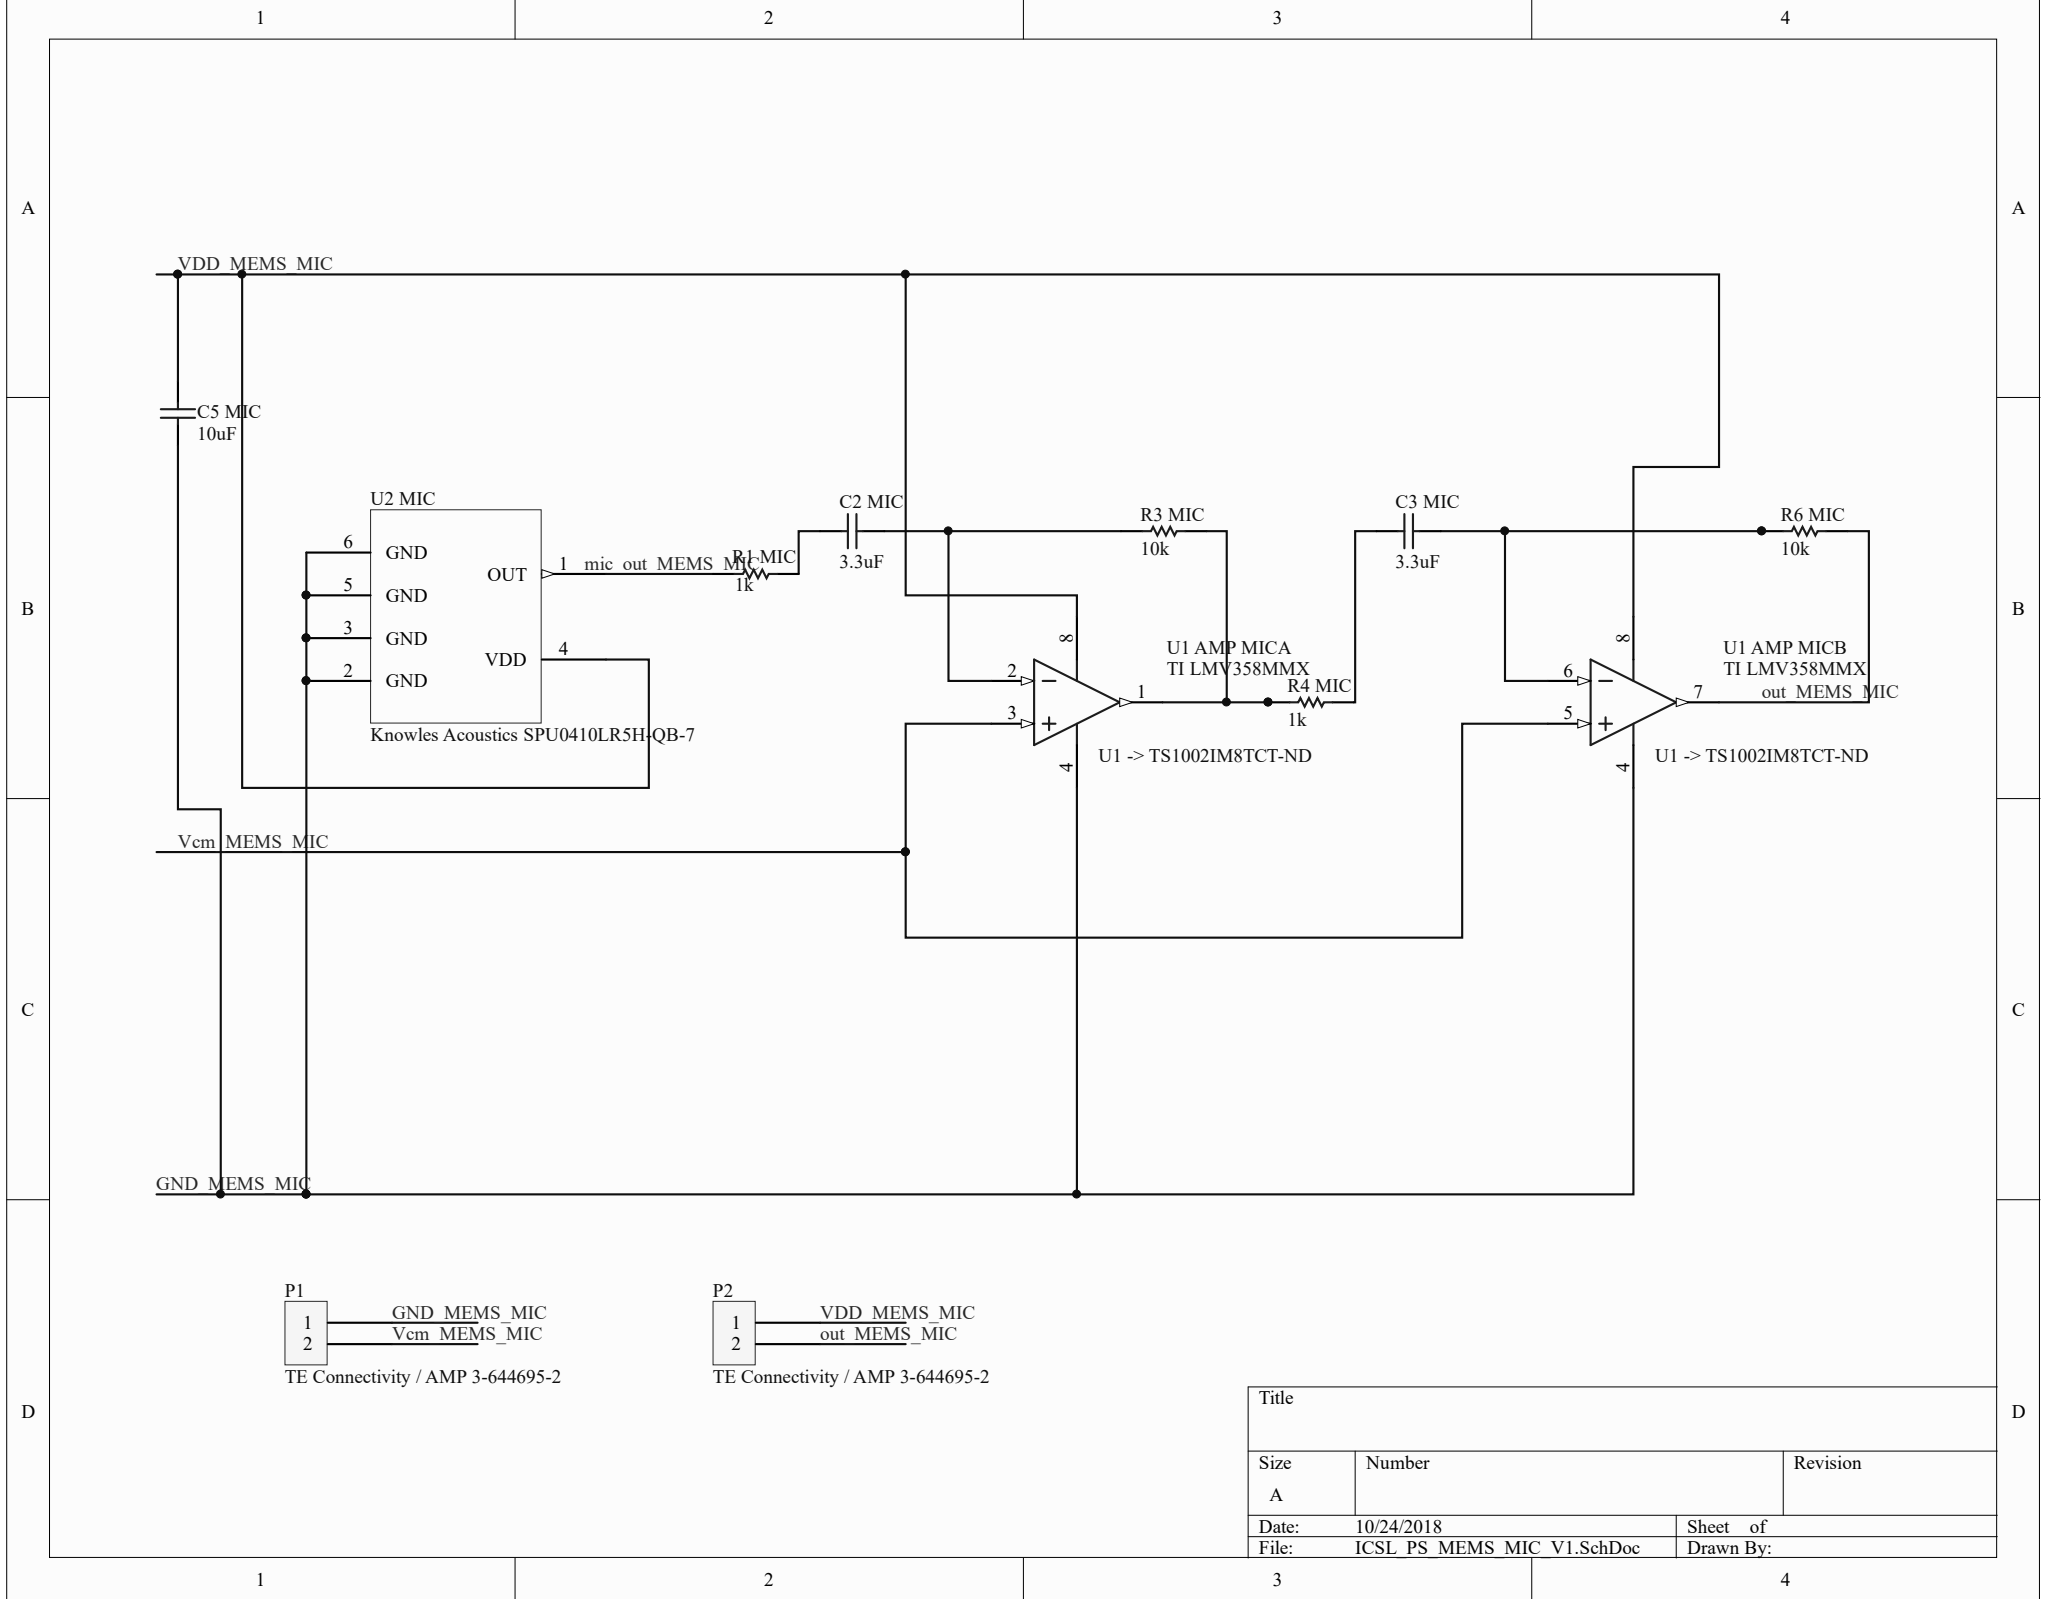 1 2 3 4
A A
VDD_MEMS_MIC
C5 MIC
10uF
U2 MIC
6 GND
5 GND
3 GND
2 GND
OUT 1
VDD 4
Knowles Acoustics SPU0410LR5H-QB-7
mic_out_MEMS_MIC
R1 MIC
1k
C2 MIC
3.3uF
R3 MIC
10k
8
2
3
1
4
U1 AMP MICA
TI LMV358MMX
U1 -> TS1002IM8TCT-ND
R4 MIC
1k
C3 MIC
3.3uF
R6 MIC
10k
8
6
5
7
4
U1 AMP MICB
TI LMV358MMX
out_MEMS_MIC
U1 -> TS1002IM8TCT-ND
B B
Vcm_MEMS_MIC
C C
GND_MEMS_MIC
P1
1 GND_MEMS_MIC
2 Vcm_MEMS_MIC
TE Connectivity / AMP 3-644695-2
P2
1 VDD_MEMS_MIC
2 out_MEMS_MIC
TE Connectivity / AMP 3-644695-2
D D
Title
Size Number Revision
A
Date: 10/24/2018 Sheet of
File: ICSL_PS_MEMS_MIC_V1.SchDoc Drawn By:
1 2 3 4